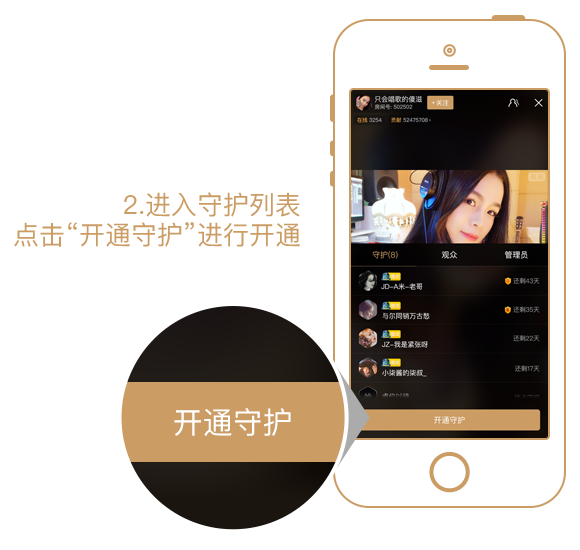 2.进入守护列表
点击“开通守护”进行开通
开通守护
只会唱歌的傻滋
房间号: 502502
+关注
在线 3254 贡献 52475708 ›
守护(8) 观众 管理员
JD-A米-老哥 还剩43天
与尔同销万古愁 还剩35天
JZ-我是紧张呀 还剩22天
小柒酱的柒叔_ 还剩17天
开通守护